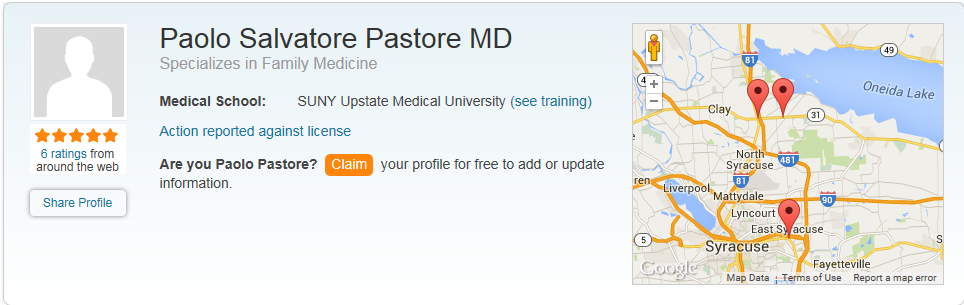 Paolo Salvatore Pastore MD
Specializes in Family Medicine
Medical School: SUNY Upstate Medical University (see training)
Action reported against license
Are you Paolo Pastore? Claim your profile for free to add or update
information.
6 ratings from
around the web
Share Profile
81
49
Oneida Lake
Clay
31
North
Syracuse
481
81
Liverpool
Mattydale
90
Lyncourt
East Syracuse
5
Syracuse
Fayetteville
Google
Map Data
Terms of Use
Report a map error